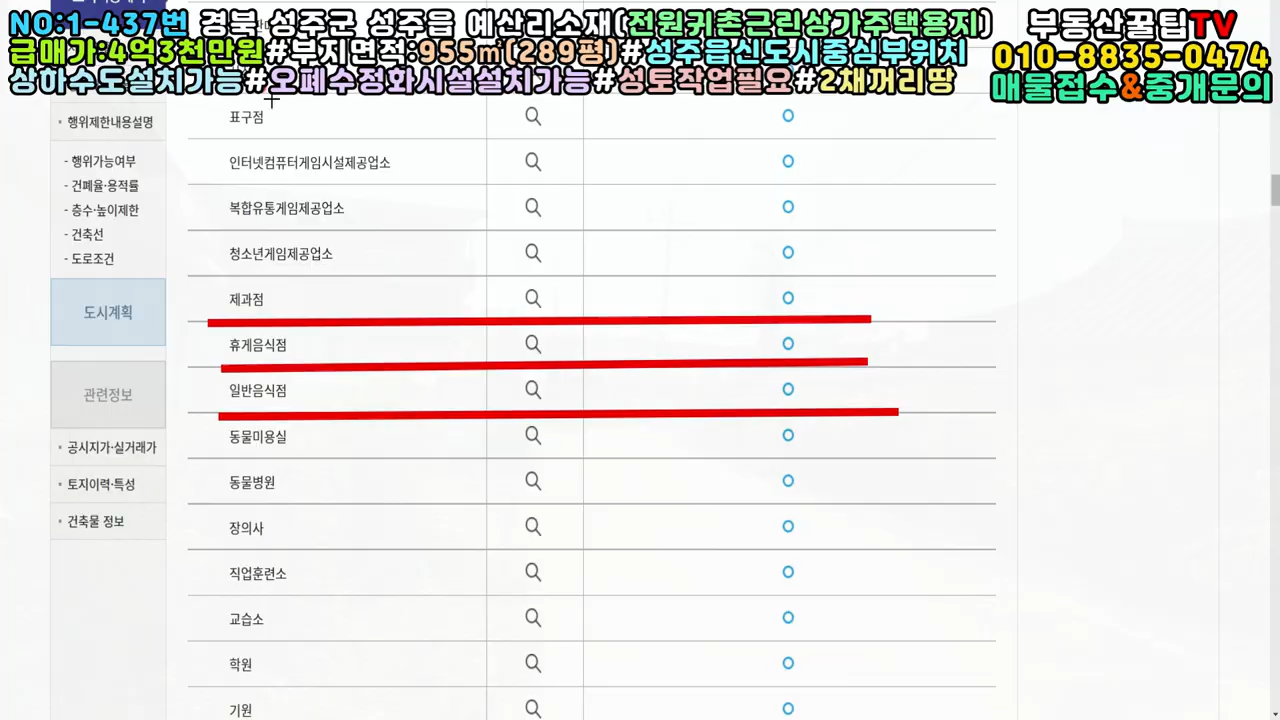 NO:1-437번 경북 성주군 성주읍 예산리소재(전원귀촌근린상가주택용지)
급매가:4억3천만원#부지면적:955㎡(289평)#성주읍신도시중심부위치
상하수도설치가능#오폐수정화시설설치가능#성토작업필요#2채꺼리땅
부동산꿀팁TV
010-8835-0474
매물접수&중개문의
행위제한내용설명
- 행위가능여부
- 건폐율·용적률
- 층수·높이제한
- 건축선
- 도로조건
도시계획
관련정보
공시지가·실거래가
토지이력·특성
건축물 정보
표구점
인터넷컴퓨터게임시설제공업소
복합유통게임제공업소
청소년게임제공업소
제과점
휴게음식점
일반음식점
동물미용실
동물병원
장의사
직업훈련소
교습소
학원
기원